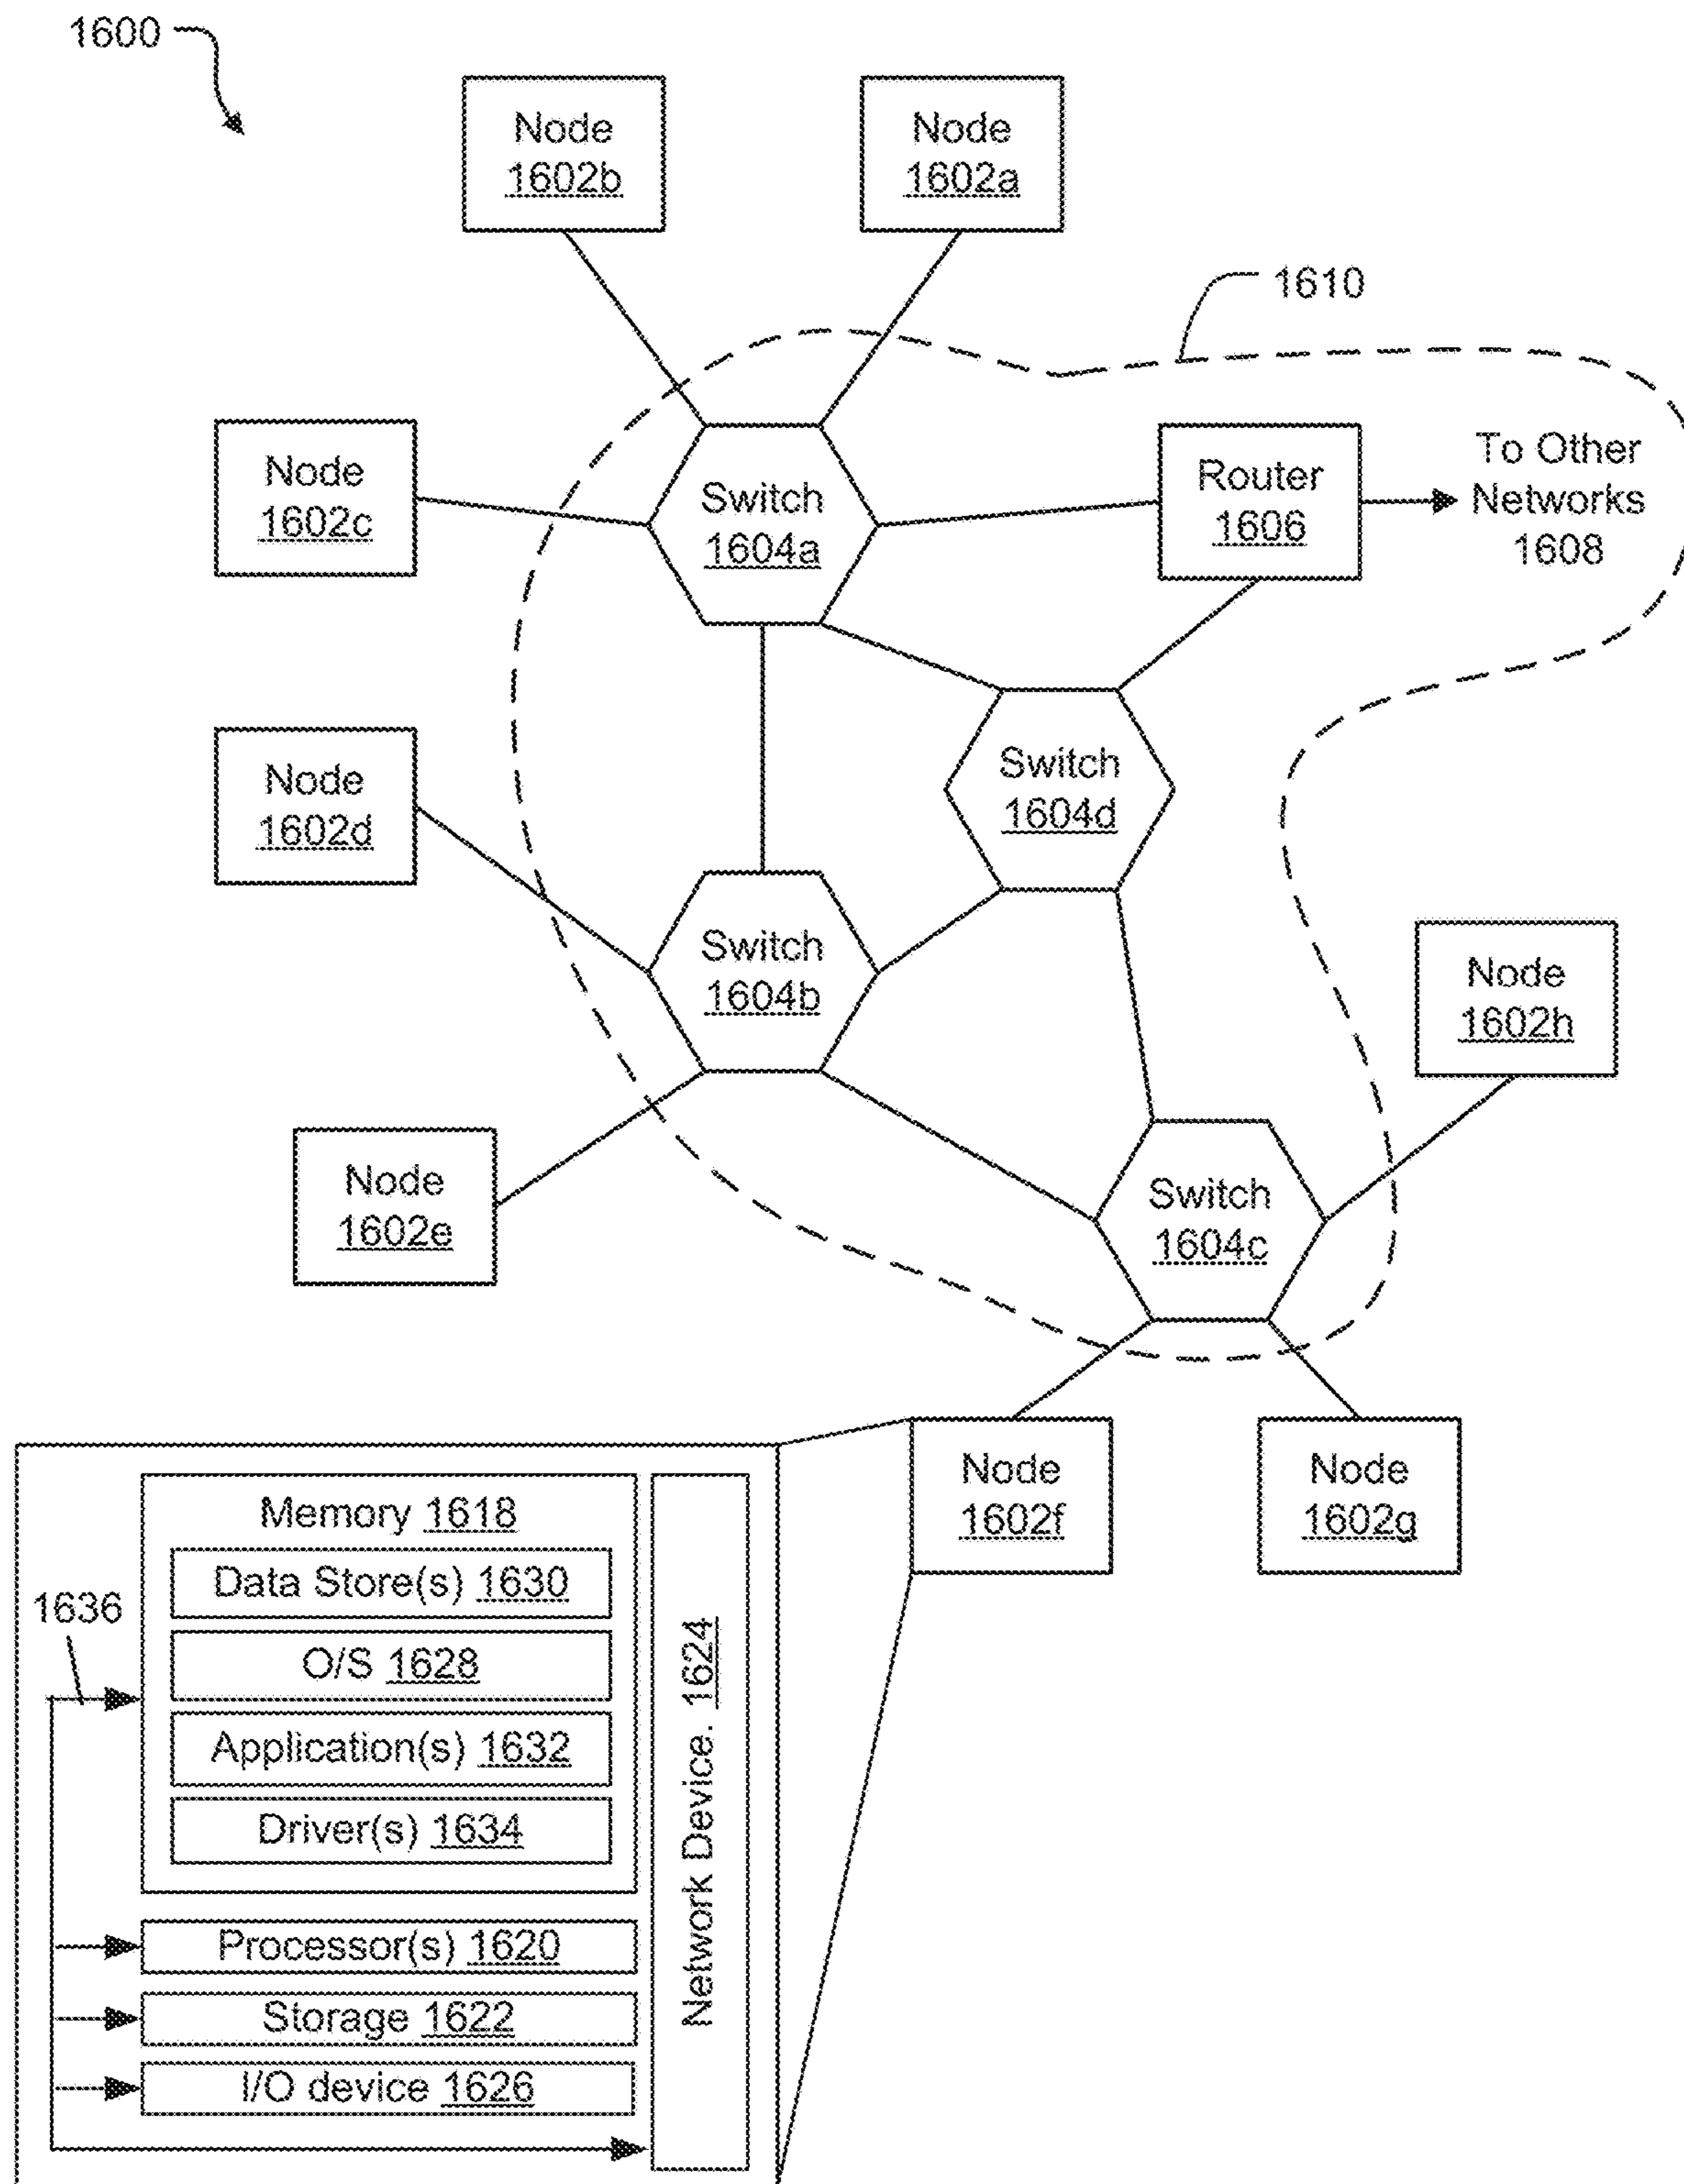 1600
Node
1602b
Node
1602a
1610
Node
1602c
Switch
1604a
Router
1606
To Other
Networks
1608
Node
1602d
Switch
1604d
Switch
1604b
Node
1602h
Node
1602e
Switch
1604c
Node
1602f
Node
1602g
Memory 1618
Data Store(s) 1630
1636
O/S 1628
Application(s) 1632
Driver(s) 1634
Processor(s) 1620
Storage 1622
I/O device 1626
Network Device. 1624